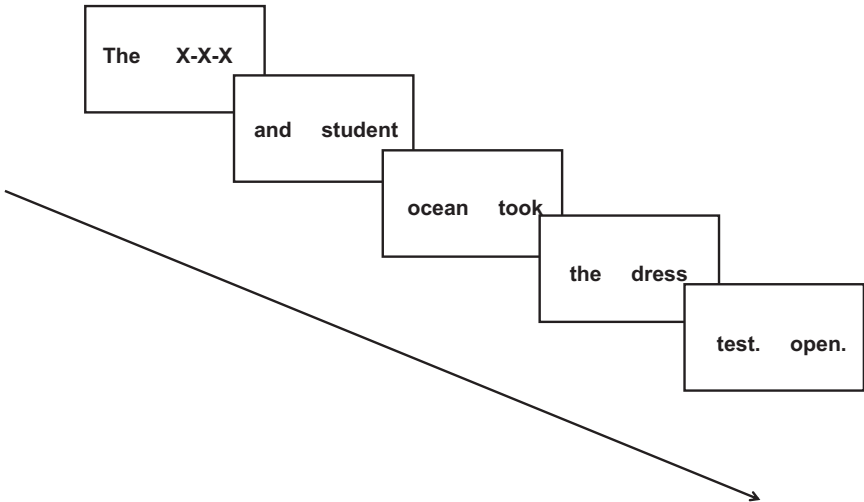 The X-X-X
and student
ocean took
the dress
test. open.